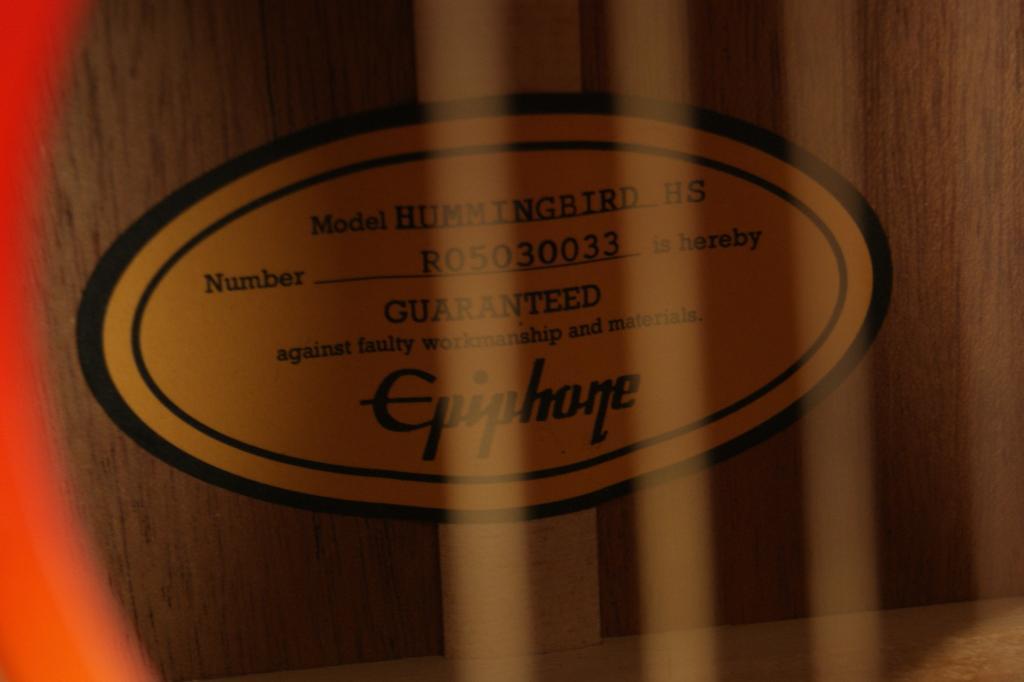 Model HUMMINGBIRD HS
Number R05030033 is hereby
GUARANTEED
against faulty workmanship and materials.
Epiphone